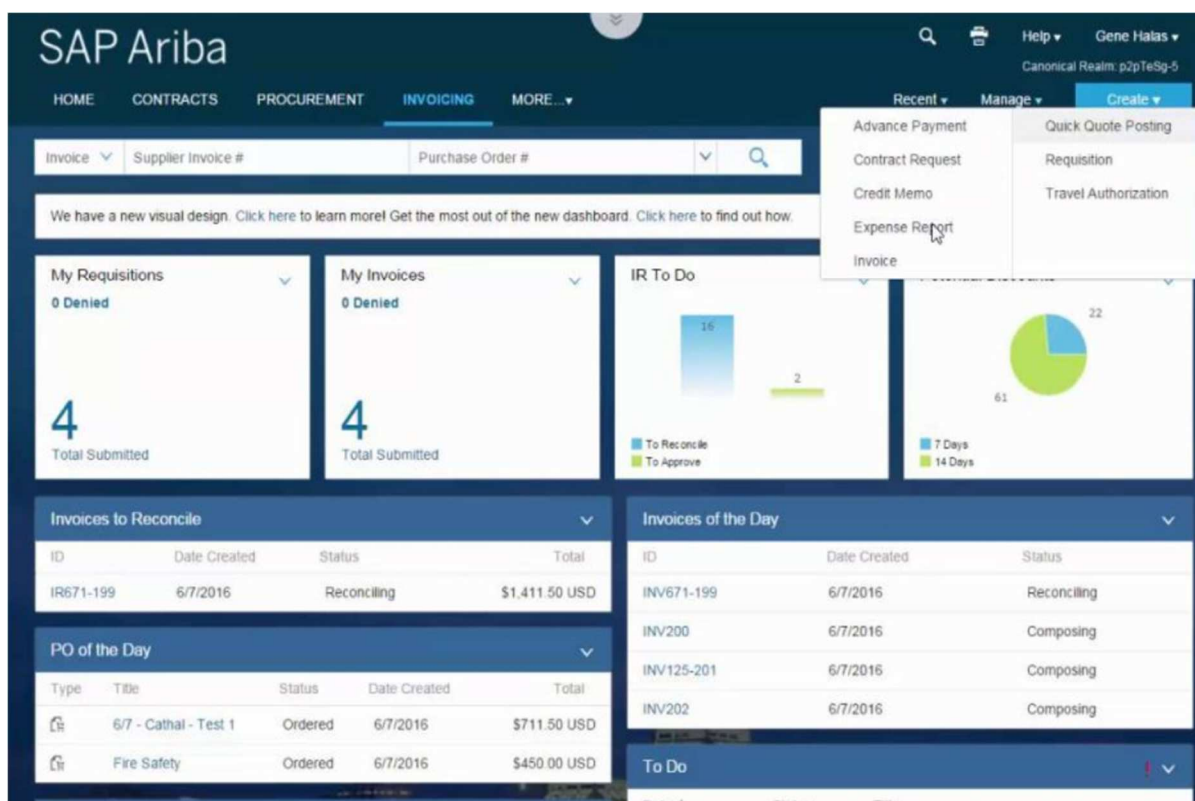 SAP Ariba
Help
Gene Halas
Canonical Realm: p2pTeSg-5
HOME CONTRACTS PROCUREMENT INVOICING MORE...
Recent Manage Create
Advance Payment
Contract Request
Credit Memo
Expense Report
Invoice
Quick Quote Posting
Requisition
Travel Authorization
Invoice Supplier Invoice # Purchase Order #
We have a new visual design. Click here to learn more! Get the most out of the new dashboard. Click here to find out how.
My Requisitions
0 Denied
4
Total Submitted
My Invoices
0 Denied
4
Total Submitted
IR To Do
16
2
To Reconcile
To Approve
22
61
7 Days
14 Days
Invoices to Reconcile
ID Date Created Status Total
IR671-199 6/7/2016 Reconciling $1,411.50 USD
PO of the Day
Type Title Status Date Created Total
6/7 - Cathal - Test 1 Ordered 6/7/2016 $711.50 USD
Fire Safety Ordered 6/7/2016 $450.00 USD
Invoices of the Day
ID Date Created Status
INV671-199 6/7/2016 Reconciling
INV200 6/7/2016 Composing
INV125-201 6/7/2016 Composing
INV202 6/7/2016 Composing
To Do